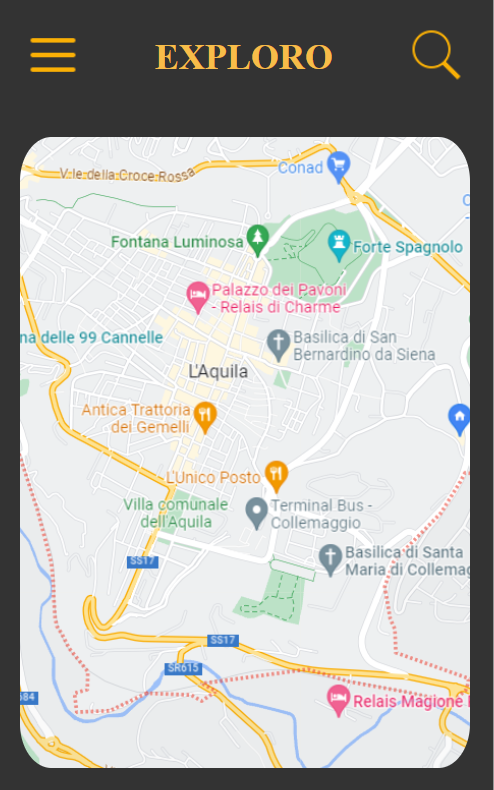 EXPLORO
V.le della Croce Rossa
Conad
Fontana Luminosa
Forte Spagnolo
Palazzo dei Pavoni
- Relais di Charme
na delle 99 Cannelle
Basilica di San
Bernardino da Siena
L'Aquila
Antica Trattoria
dei Gemelli
L'Unico Posto
Villa comunale
dell'Aquila
Terminal Bus -
Collemaggio
Basilica di Santa
Maria di Collemag
SS17
SS17
SR615
684
Relais Magione